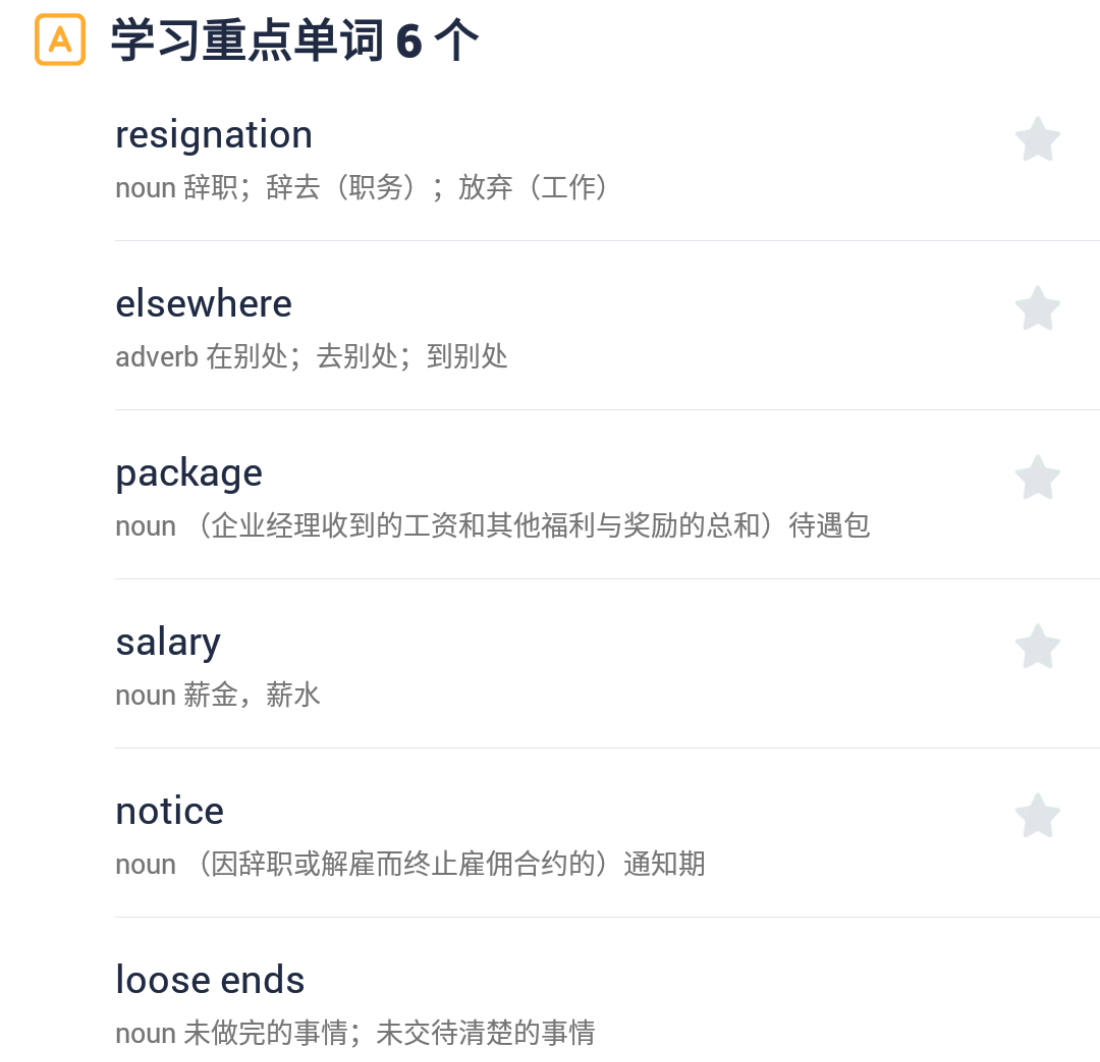 A 学习重点单词 6 个
resignation
noun 辞职；辞去（职务）；放弃（工作）
elsewhere
adverb 在别处；去别处；到别处
package
noun （企业经理收到的工资和其他福利与奖励的总和）待遇包
salary
noun 薪金，薪水
notice
noun （因辞职或解雇而终止雇佣合约的）通知期
loose ends
noun 未做完的事情；未交待清楚的事情